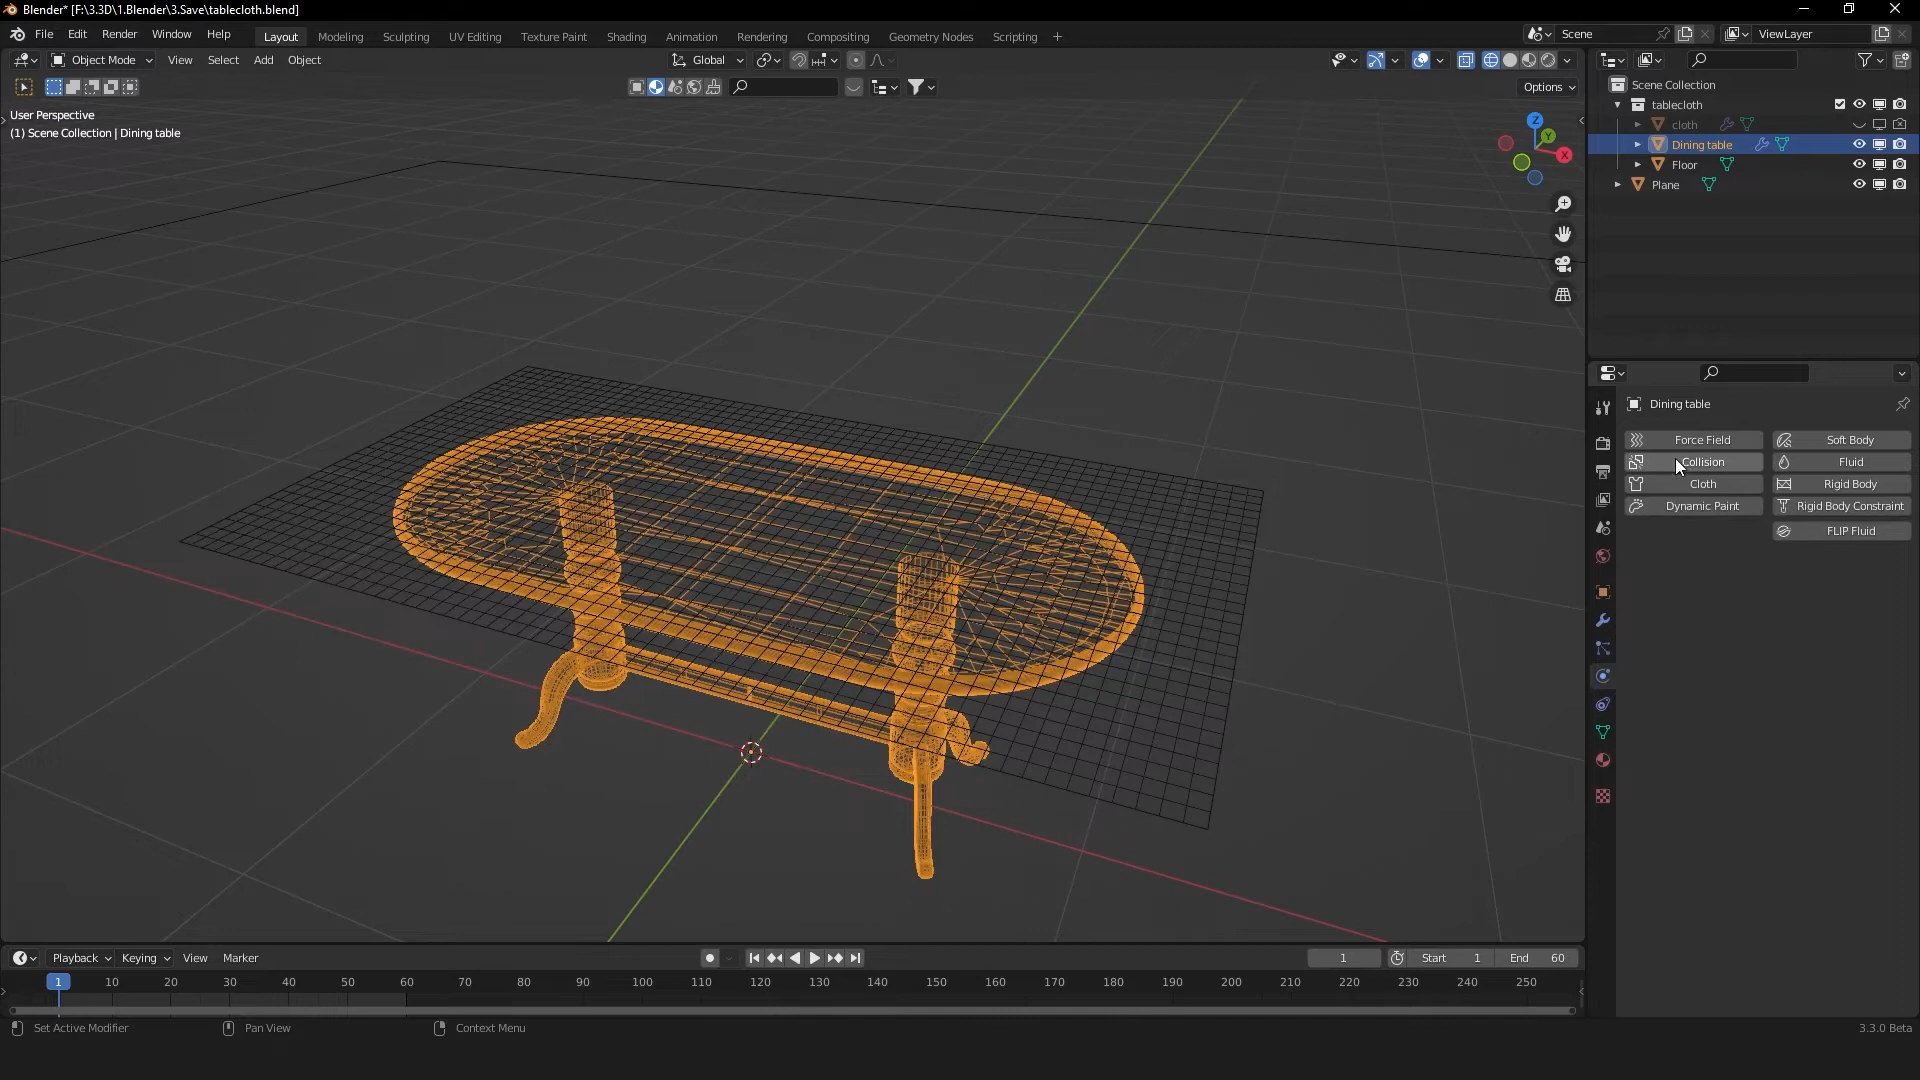 Blender* [F:\3.3D\1.Blender\3.Save\tablecloth.blend]
File Edit Render Window Help Layout Modeling Sculpting UV Editing Texture Paint Shading Animation Rendering Compositing Geometry Nodes Scripting + Scene ViewLayer
Object Mode View Select Add Object Global
Options
User Perspective
(1) Scene Collection | Dining table
Z
Y
X
Scene Collection
tablecloth
cloth
Dining table
Floor
Plane
Dining table
Force Field Soft Body
Collision Fluid
Cloth Rigid Body
Dynamic Paint Rigid Body Constraint
FLIP Fluid
Playback Keying View Marker 1 Start 1 End 60
1 10 20 30 40 50 60 70 80 90 100 110 120 130 140 150 160 170 180 190 200 210 220 230 240 250
Set Active Modifier Pan View Context Menu 3.3.0 Beta